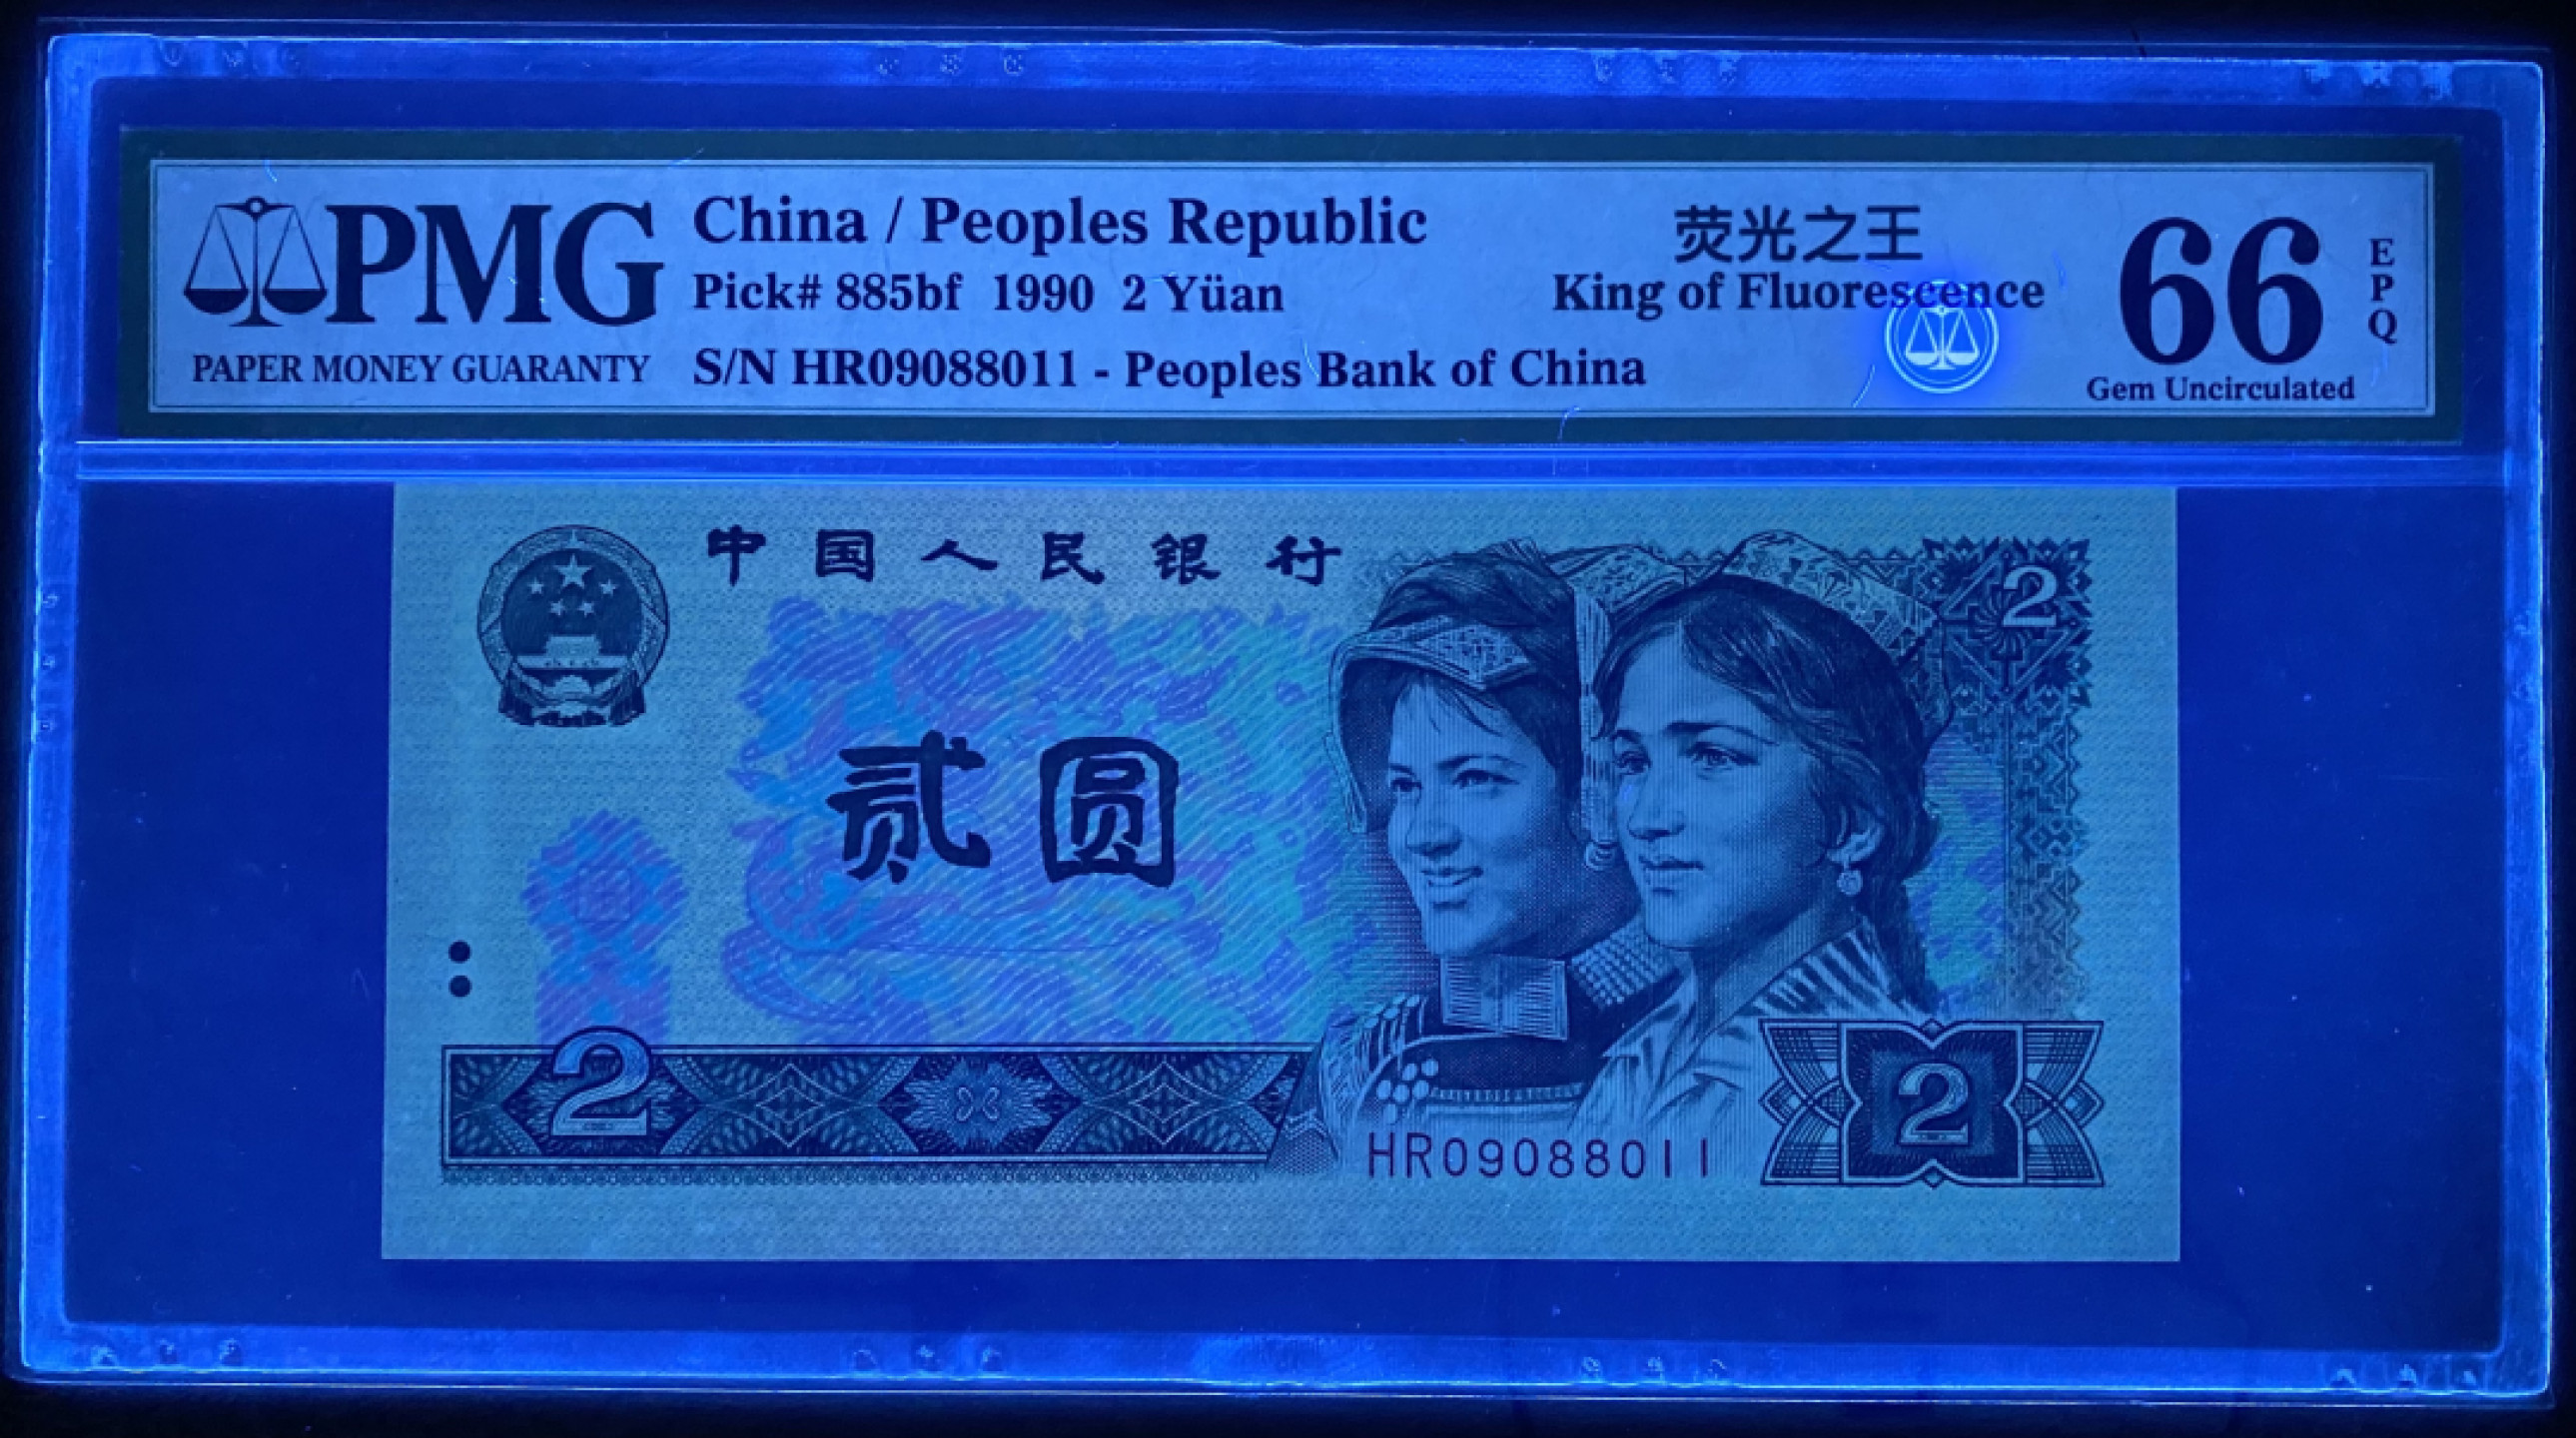 PMG
PAPER MONEY GUARANTY
China / Peoples Republic
Pick# 885bf 1990 2 Yüan
S/N HR09088011 - Peoples Bank of China
荧光之王
King of Fluorescence
66
EPQ
Gem Uncirculated
中国人民银行
2
贰圆
2
2
HR09088011